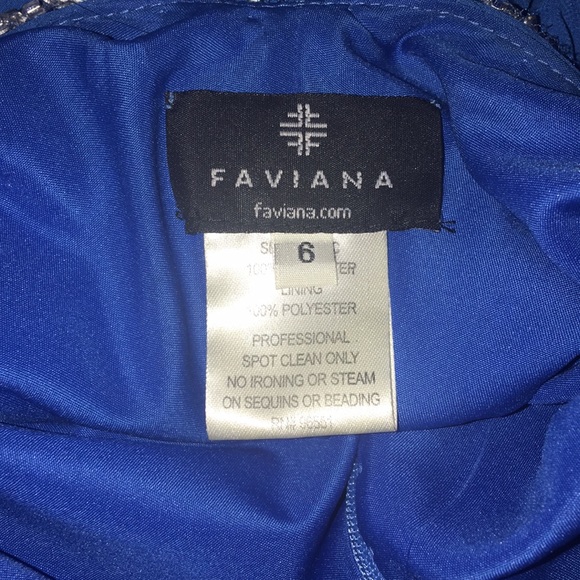 FAVIANA
faviana.com
6
LINING
100% POLYESTER
PROFESSIONAL
SPOT CLEAN ONLY
NO IRONING OR STEAM
ON SEQUINS OR BEADING